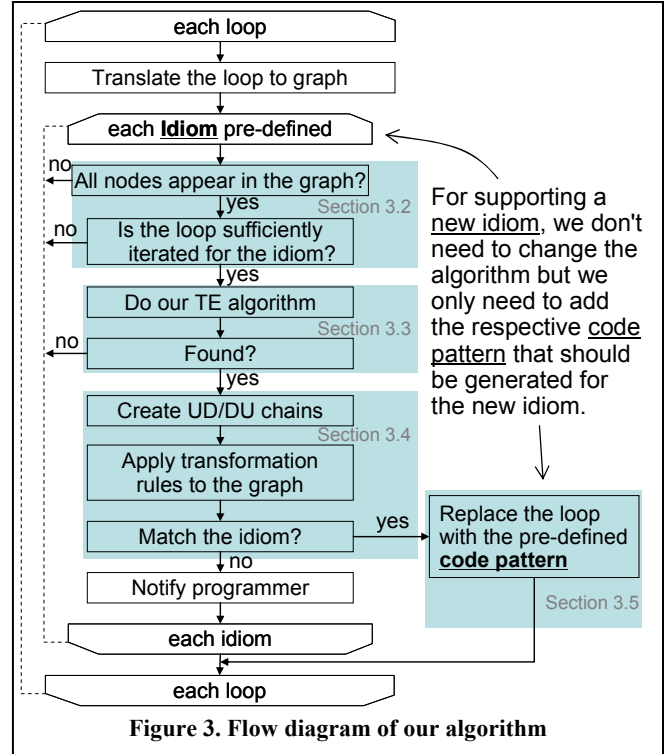 each loop
Translate the loop to graph
each Idiom pre-defined
no
All nodes appear in the graph?
yes
Section 3.2
no
Is the loop sufficiently
iterated for the idiom?
yes
Do our TE algorithm
Section 3.3
no
Found?
yes
Create UD/DU chains
Section 3.4
Apply transformation
rules to the graph
Match the idiom?
yes
no
Notify programmer
each idiom
each loop
For supporting a
new idiom, we don't
need to change the
algorithm but we
only need to add
the respective code
pattern that should
be generated for
the new idiom.
Replace the loop
with the pre-defined
code pattern
Section 3.5
Figure 3. Flow diagram of our algorithm